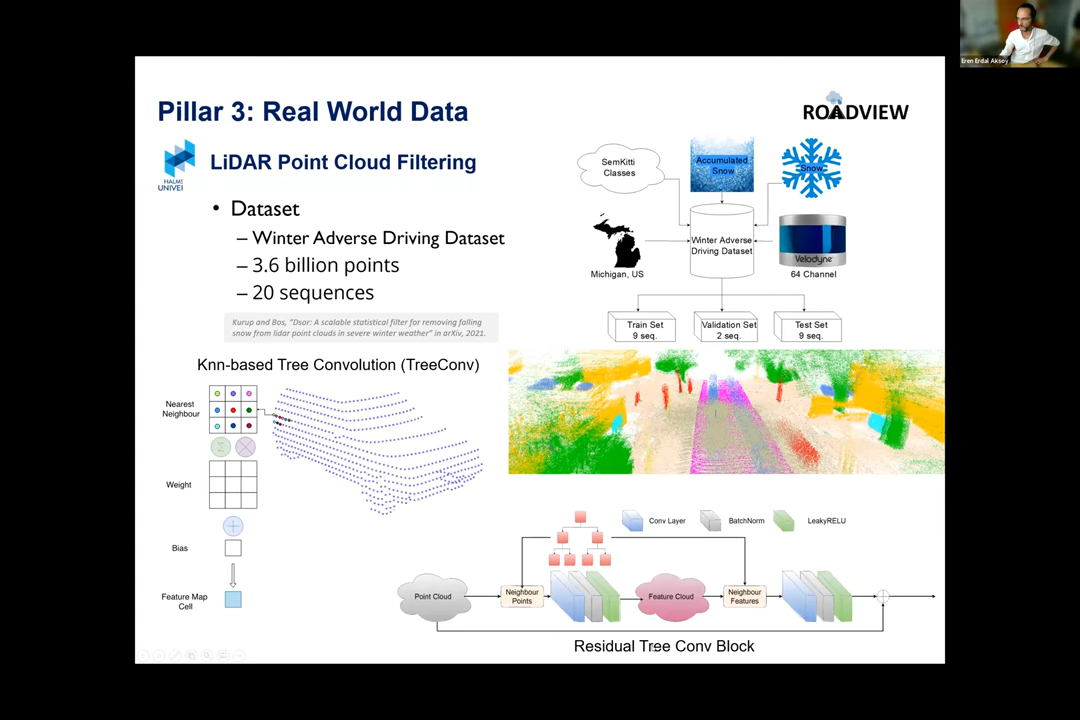 Eren Erdal Aksoy
Pillar 3: Real World Data
ROADVIEW
HALM
UNIVEI
LiDAR Point Cloud Filtering
• Dataset
– Winter Adverse Driving Dataset
– 3.6 billion points
– 20 sequences
Kurup and Bos, "Dsor: A scalable statistical filter for removing falling
snow from lidar point clouds in severe winter weather" in arXiv, 2021.
SemKitti
Classes
Accumulated
Snow
Snow
Michigan, US
Winter Adverse
Driving Dataset
Velodyne
64 Channel
Train Set
9 seq.
Validation Set
2 seq.
Test Set
9 seq.
Knn-based Tree Convolution (TreeConv)
Nearest
Neighbour
Σ
Weight
Bias
Feature Map
Cell
Conv Layer
BatchNorm
LeakyRELU
Point Cloud
Neighbour
Points
Feature Cloud
Neighbour
Features
Residual Tree Conv Block